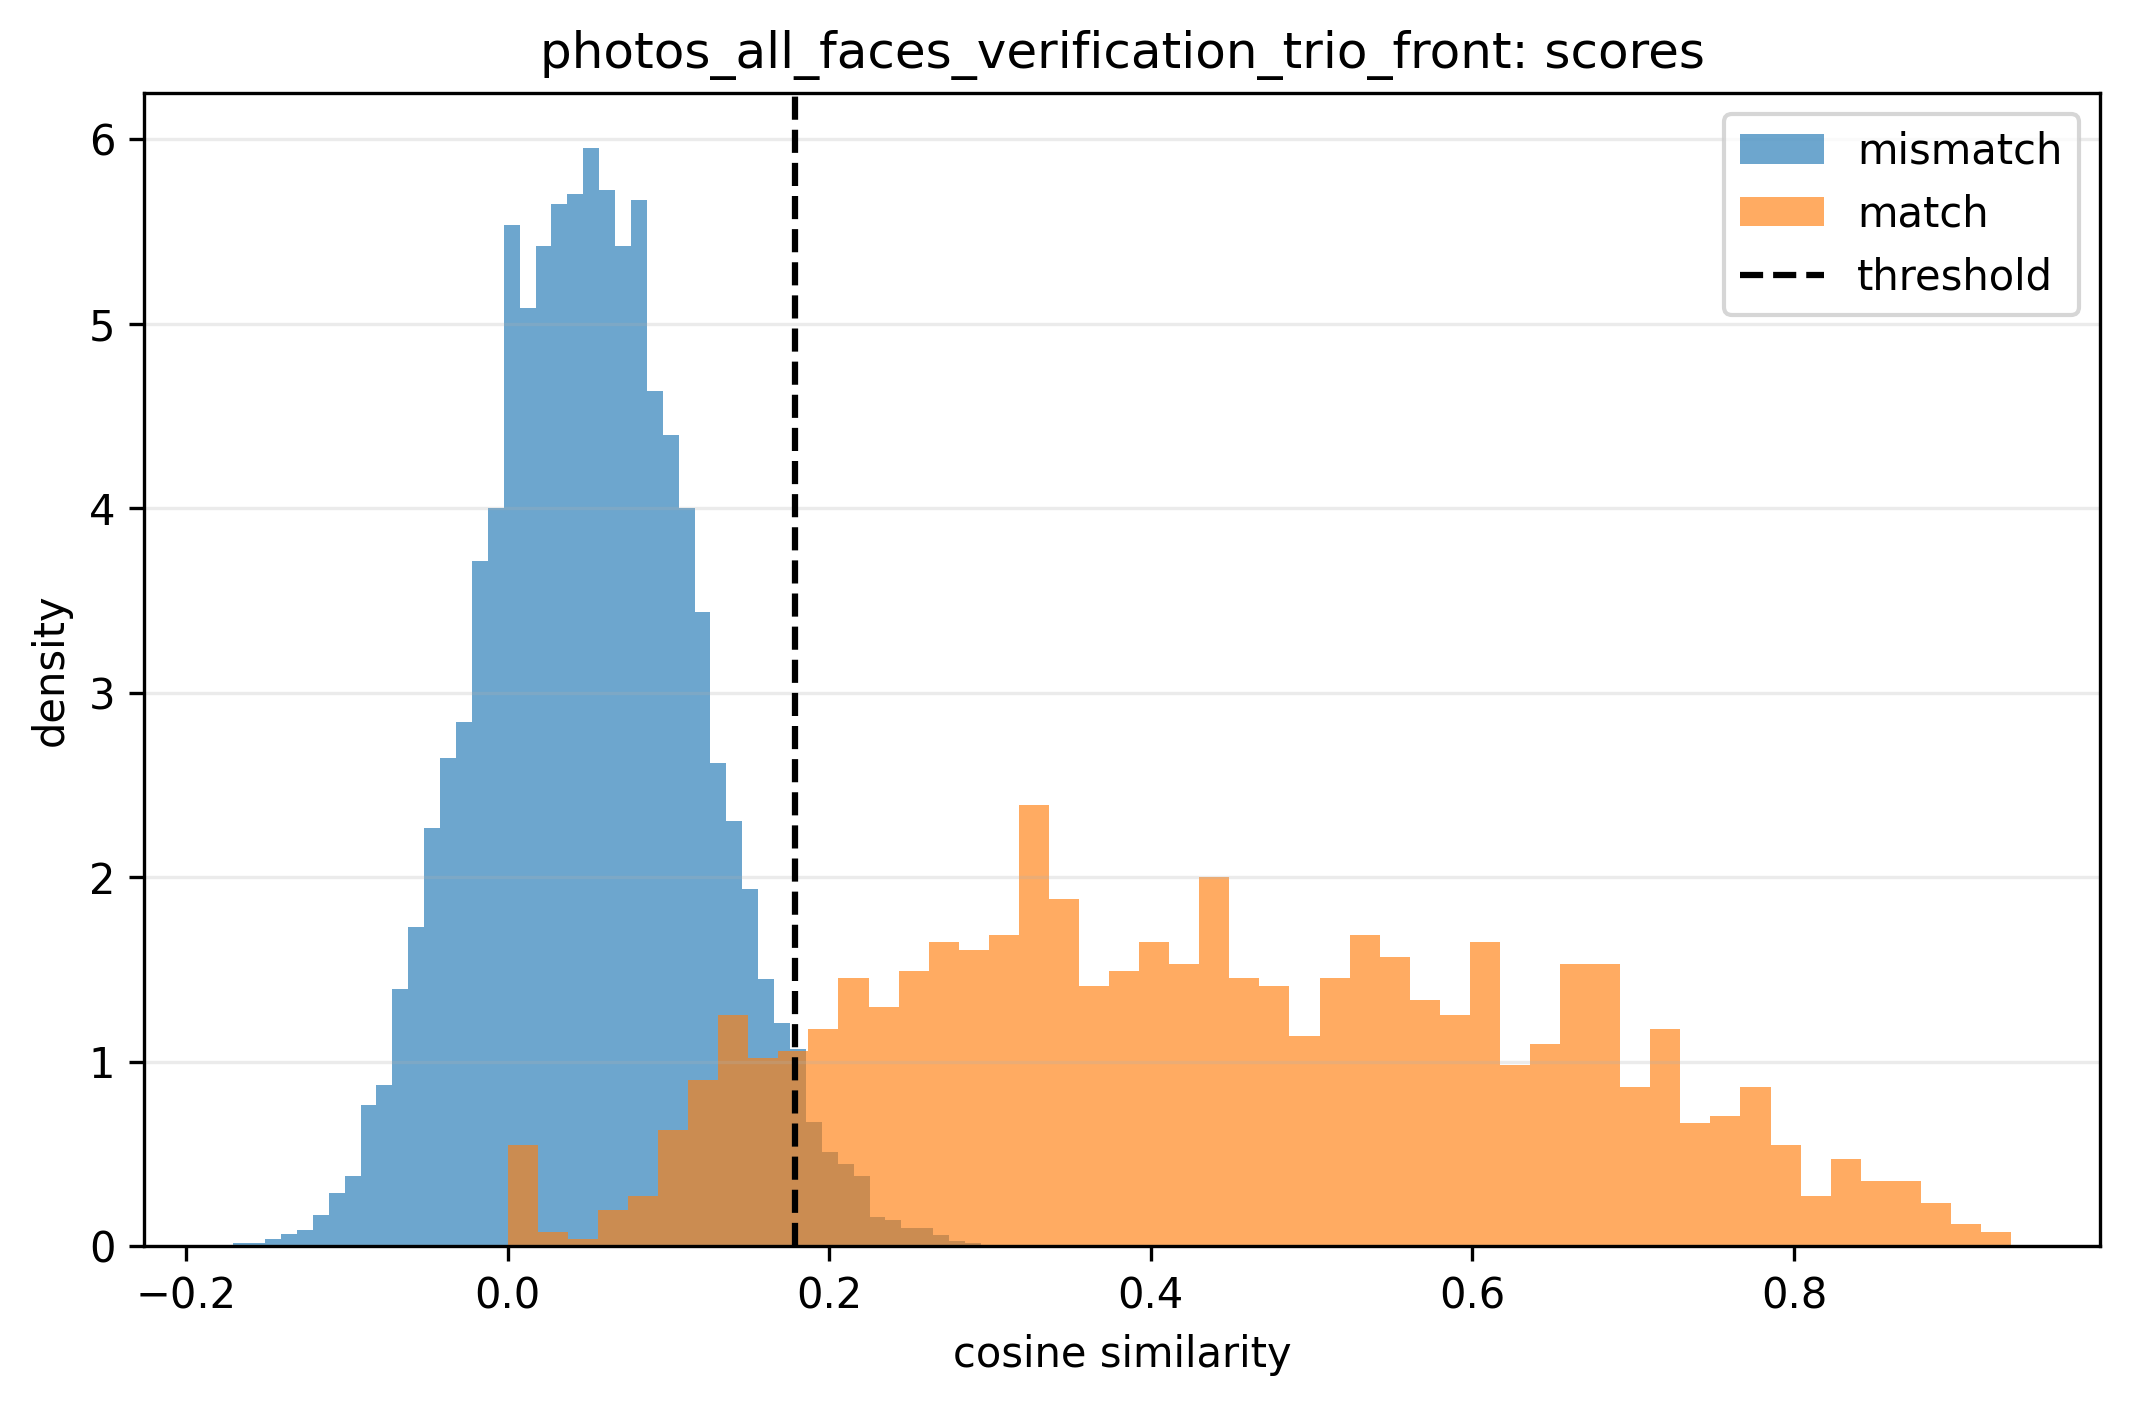 photos_all_faces_verification_trio_front: scores
mismatch
match
threshold
density
6
5
4
3
2
1
0
−0.2
0.0
0.2
0.4
0.6
0.8
cosine similarity